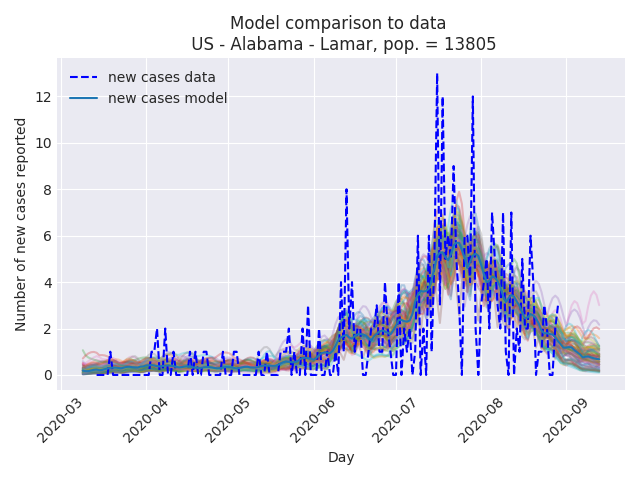 Model comparison to data
US - Alabama - Lamar, pop. = 13805
new cases data
new cases model
Number of new cases reported
12
10
8
6
4
2
0
2020-03
2020-04
2020-05
2020-06
2020-07
2020-08
2020-09
Day